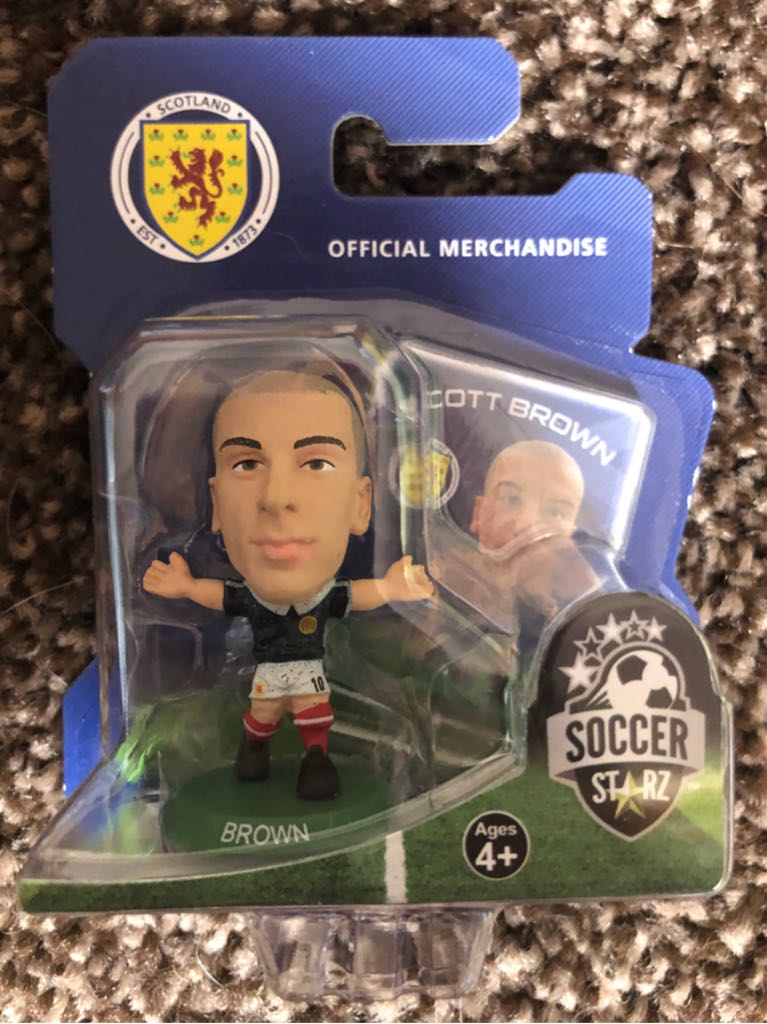 SCOTLAND
EST 1873
OFFICIAL MERCHANDISE
COTT BROWN
10
SOCCER
STARZ
Ages
4+
BROWN